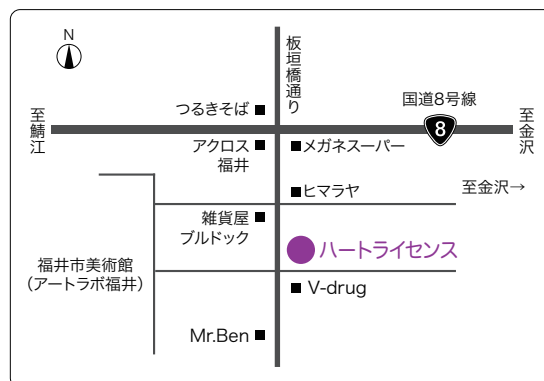 N
板垣橋通り
国道8号線
8
至鯖江
至金沢
つるきそば
アクロス
福井
メガネスーパー
ヒマラヤ
至金沢→
雑貨屋
ブルドック
ハートライセンス
福井市美術館
(アートラボ福井)
V-drug
Mr.Ben